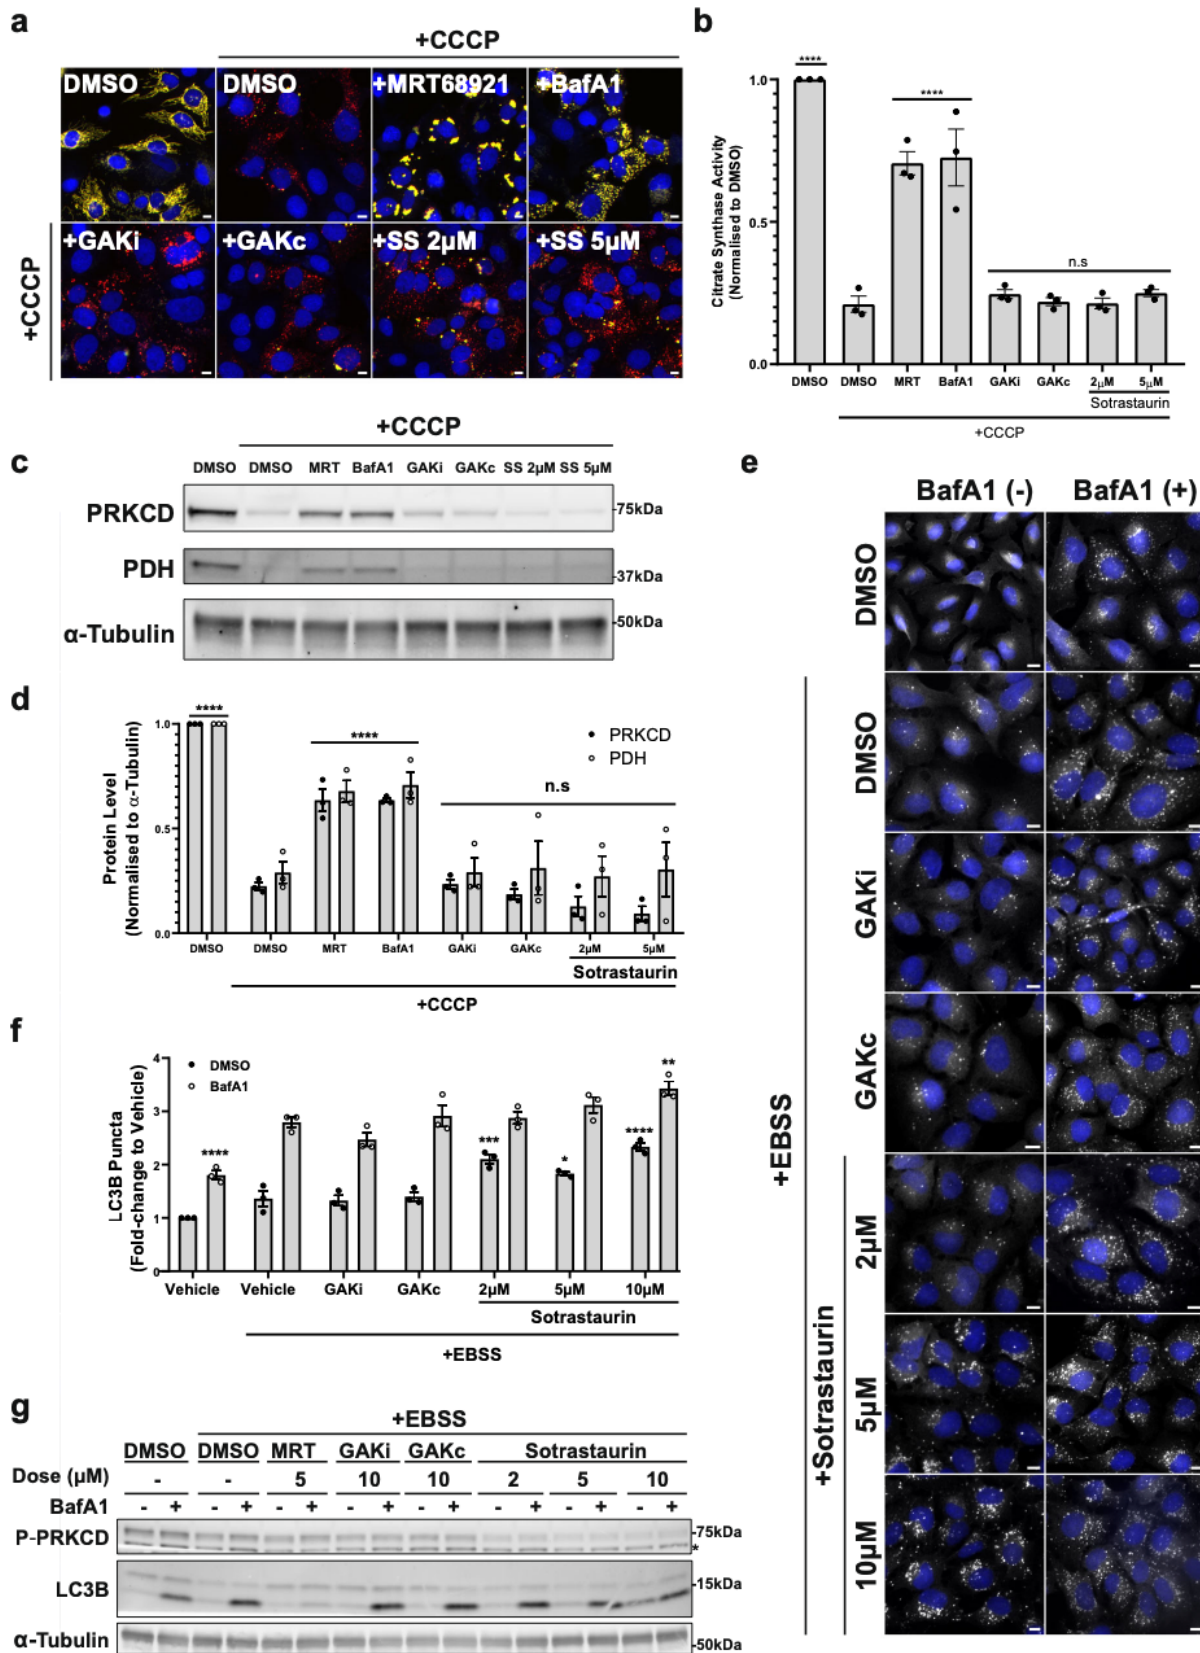 a
+CCCP
DMSO
DMSO
+MRT68921
+BafA1
+GAKi
+GAKc
+SS 2µM
+SS 5µM
+CCCP
b
Citrate Synthase Activity
(Normalised to DMSO)
1.0
0.5
0.0
****
****
n.s
DMSO DMSO MRT BafA1 GAKi GAKc 2µM 5µM
Sotrastaurin
+CCCP
c
+CCCP
DMSO DMSO MRT BafA1 GAKi GAKc SS 2µM SS 5µM
PRKCD
-75kDa
PDH
-37kDa
α-Tubulin
-50kDa
d
Protein Level
(Normalised to α-Tubulin)
1.0
0.5
0.0
****
****
n.s
PRKCD
PDH
DMSO DMSO MRT BafA1 GAKi GAKc 2µM 5µM
Sotrastaurin
+CCCP
e
BafA1 (-) BafA1 (+)
DMSO
DMSO
GAKi
GAKc
2µM
5µM
10µM
+EBSS
+Sotrastaurin
f
LC3B Puncta
(Fold-change to Vehicle)
4
3
2
1
0
DMSO
BafA1
****
***
*
****
**
Vehicle Vehicle GAKi GAKc 2µM 5µM 10µM
Sotrastaurin
+EBSS
g
+EBSS
DMSO DMSO MRT GAKi GAKc Sotrastaurin
Dose (µM) - - 5 10 10 2 5 10
BafA1 - + - + - + - + - + - + - + - +
P-PRKCD
-75kDa
*
LC3B
-15kDa
α-Tubulin
-50kDa